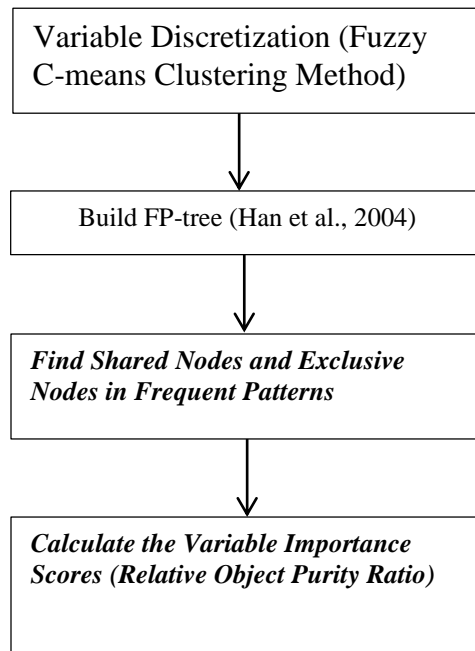 Variable Discretization (Fuzzy
C-means Clustering Method)
Build FP-tree (Han et al., 2004)
Find Shared Nodes and Exclusive
Nodes in Frequent Patterns
Calculate the Variable Importance
Scores (Relative Object Purity Ratio)